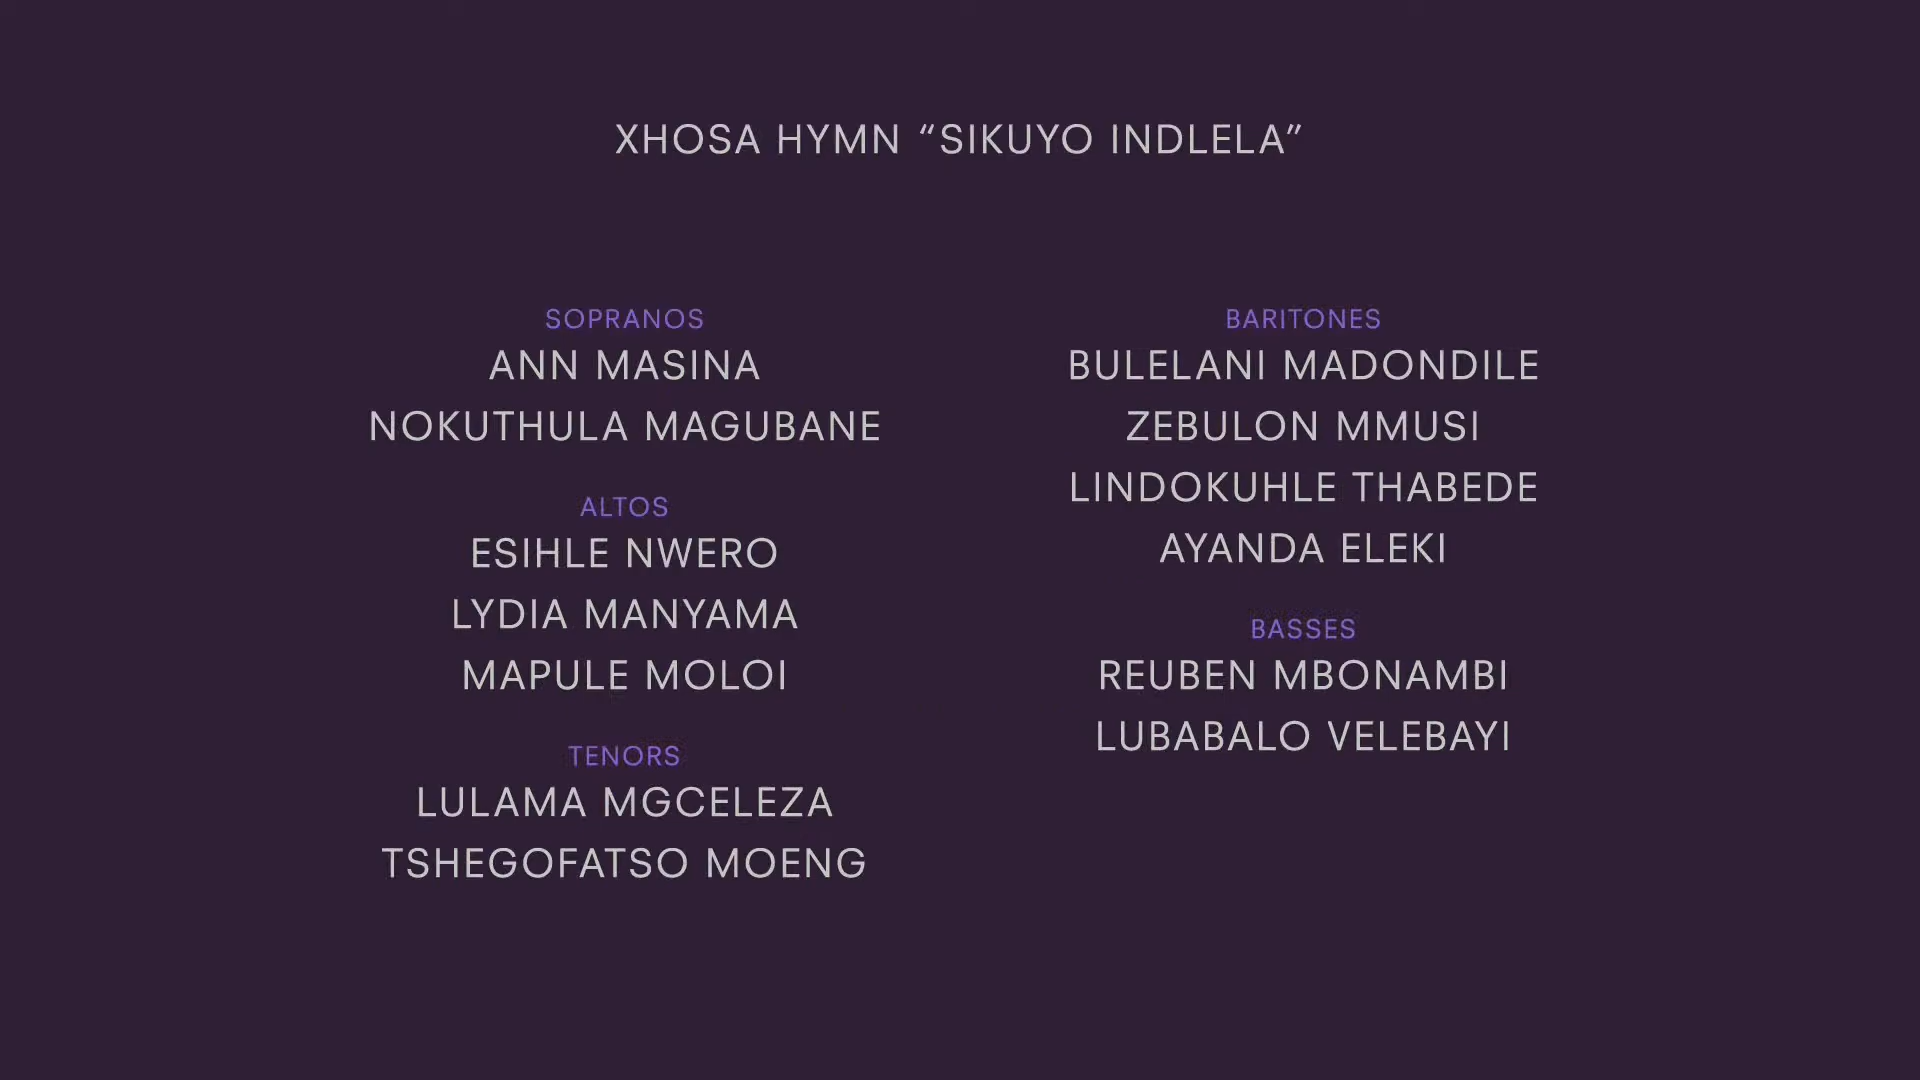 XHOSA HYMN “SIKUYO INDLELA”
SOPRANOS
ANN MASINA
NOKUTHULA MAGUBANE
ALTOS
ESIHLE NWERO
LYDIA MANYAMA
MAPULE MOLOI
TENORS
LULAMA MGCELEZA
TSHEGOFATSO MOENG
BARITONES
BULELANI MADONDILE
ZEBULON MMUSI
LINDOKUHLE THABEDE
AYANDA ELEKI
BASSES
REUBEN MBONAMBI
LUBABALO VELEBAYI